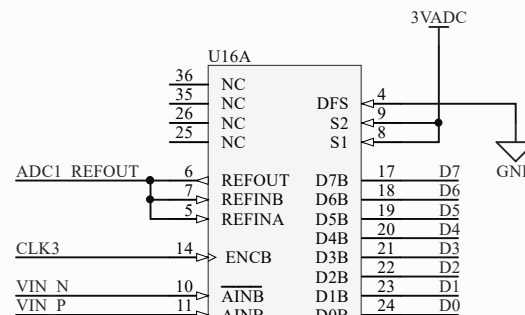 3VADC
U16A
36 NC
35 NC
26 NC
25 NC
DFS 4
S2 9
S1 8
GND
ADC1_REFOUT 6 REFOUT
7 REFINB
5 REFINA
D7B 17 D7
D6B 18 D6
D5B 19 D5
D4B 20 D4
CLK3 14 ENCB
D3B 21 D3
D2B 22 D2
VIN_N 10 AINB
D1B 23 D1
VIN_P 11 AINB
D0B 24 D0